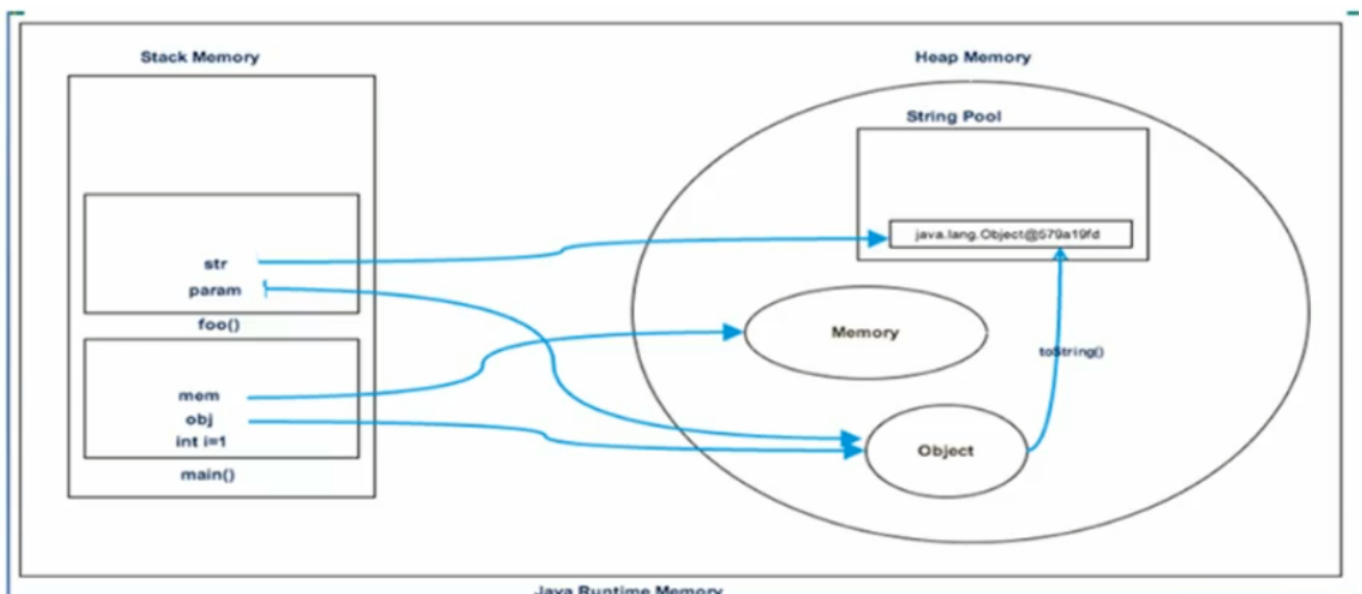 Stack Memory
Heap Memory
String Pool
java.lang.Object@579a19fd
str
param
foo()
Memory
toString()
mem
obj
int i=1
Object
main()
Java Runtime Memory